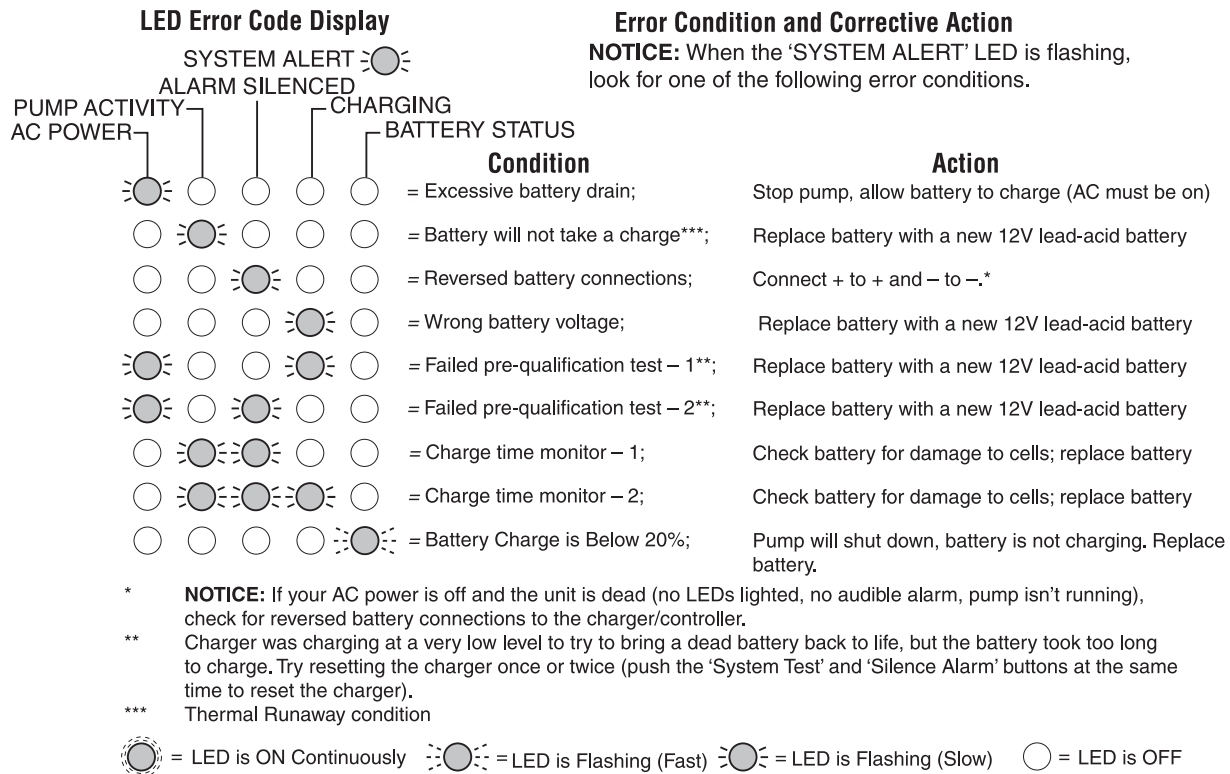 LED Error Code Display
Error Condition and Corrective Action
SYSTEM ALERT
NOTICE: When the ‘SYSTEM ALERT’ LED is flashing,
look for one of the following error conditions.
ALARM SILENCED
PUMP ACTIVITY
CHARGING
AC POWER
BATTERY STATUS
Condition Action
= Excessive battery drain; Stop pump, allow battery to charge (AC must be on)
= Battery will not take a charge***; Replace battery with a new 12V lead-acid battery
= Reversed battery connections; Connect + to + and – to –.*
= Wrong battery voltage; Replace battery with a new 12V lead-acid battery
= Failed pre-qualification test – 1**; Replace battery with a new 12V lead-acid battery
= Failed pre-qualification test – 2**; Replace battery with a new 12V lead-acid battery
= Charge time monitor – 1; Check battery for damage to cells; replace battery
= Charge time monitor – 2; Check battery for damage to cells; replace battery
= Battery Charge is Below 20%; Pump will shut down, battery is not charging. Replace
battery.
* NOTICE: If your AC power is off and the unit is dead (no LEDs lighted, no audible alarm, pump isn’t running),
check for reversed battery connections to the charger/controller.
** Charger was charging at a very low level to try to bring a dead battery back to life, but the battery took too long
to charge. Try resetting the charger once or twice (push the ‘System Test’ and ‘Silence Alarm’ buttons at the same
time to reset the charger).
*** Thermal Runaway condition
= LED is ON Continuously = LED is Flashing (Fast) = LED is Flashing (Slow) = LED is OFF